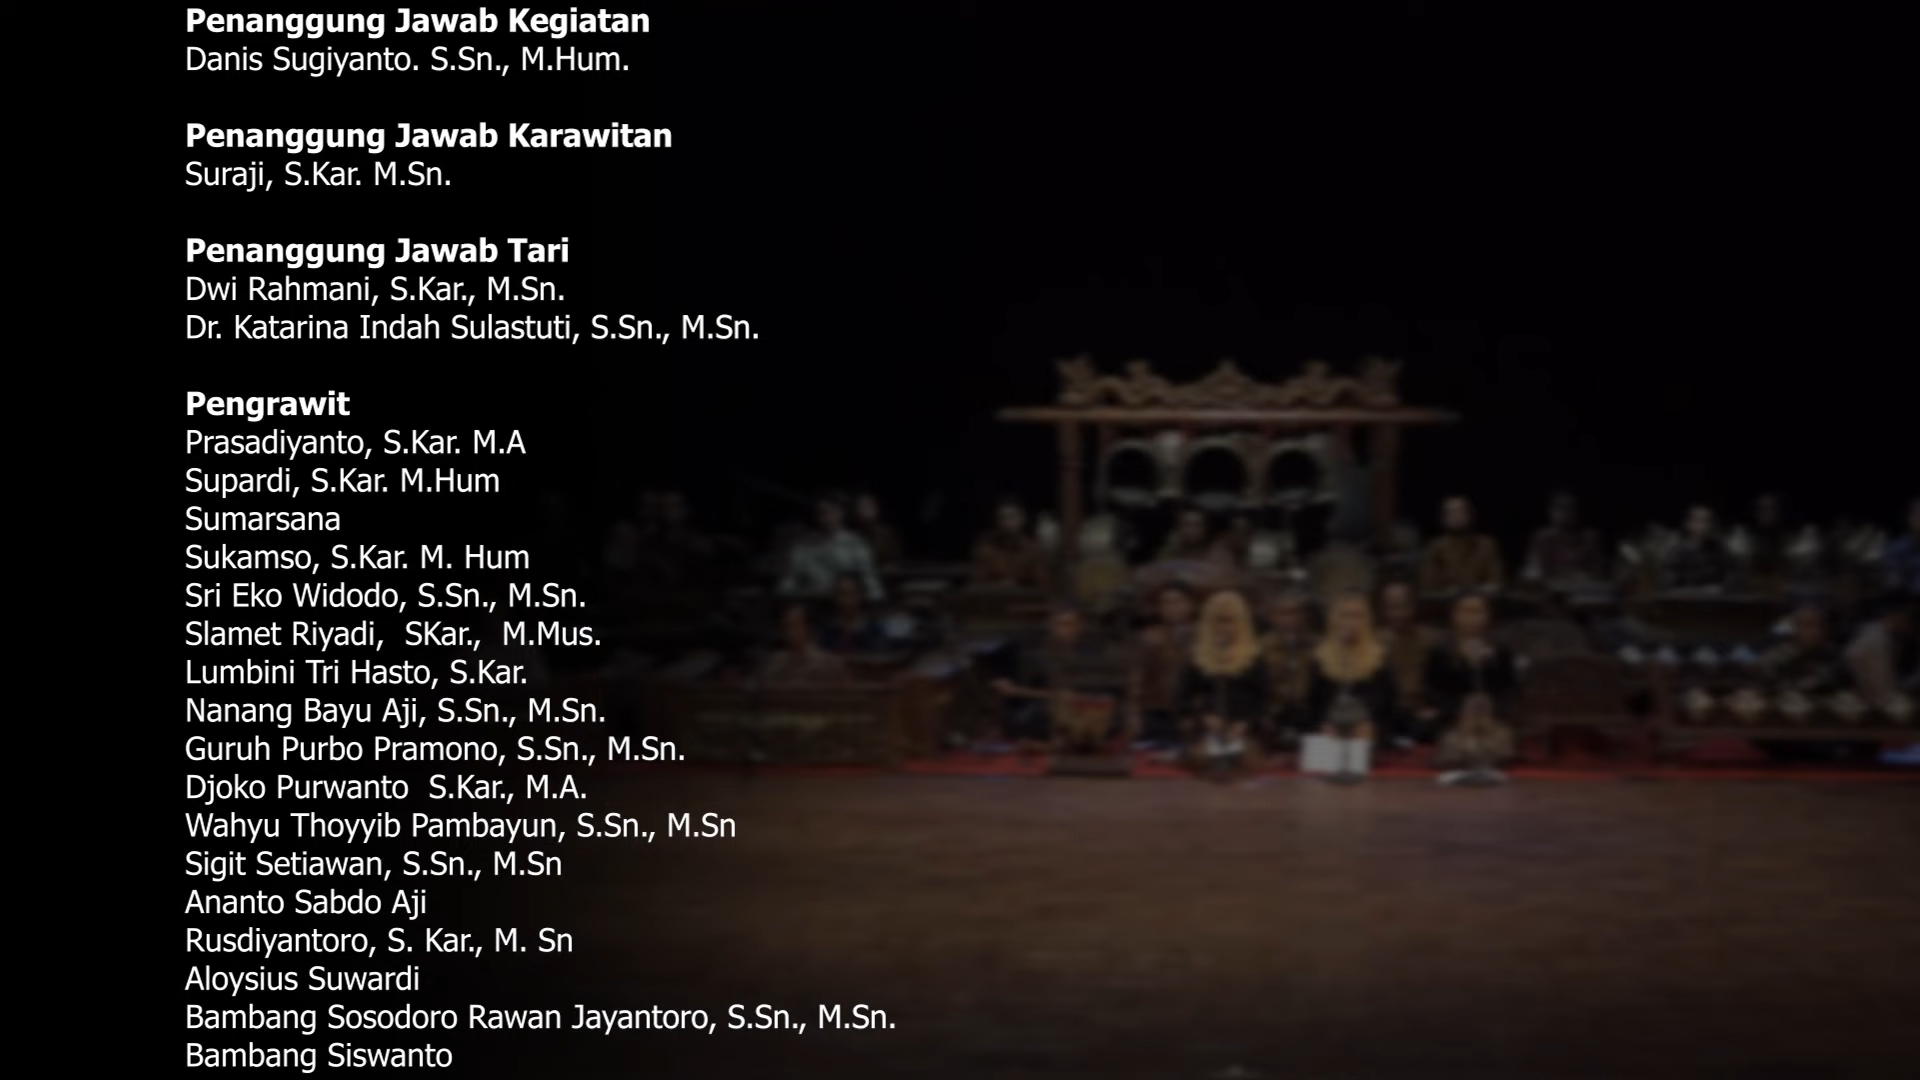 Penanggung Jawab Kegiatan
Danis Sugiyanto. S.Sn., M.Hum.
Penanggung Jawab Karawitan
Suraji, S.Kar. M.Sn.
Penanggung Jawab Tari
Dwi Rahmani, S.Kar., M.Sn.
Dr. Katarina Indah Sulastuti, S.Sn., M.Sn.
Pengrawit
Prasadiyanto, S.Kar. M.A
Supardi, S.Kar. M.Hum
Sumarsana
Sukamso, S.Kar. M. Hum
Sri Eko Widodo, S.Sn., M.Sn.
Slamet Riyadi,  SKar.,  M.Mus.
Lumbini Tri Hasto, S.Kar.
Nanang Bayu Aji, S.Sn., M.Sn.
Guruh Purbo Pramono, S.Sn., M.Sn.
Djoko Purwanto  S.Kar., M.A.
Wahyu Thoyyib Pambayun, S.Sn., M.Sn
Sigit Setiawan, S.Sn., M.Sn
Ananto Sabdo Aji
Rusdiyantoro, S. Kar., M. Sn
Aloysius Suwardi
Bambang Sosodoro Rawan Jayantoro, S.Sn., M.Sn.
Bambang Siswanto